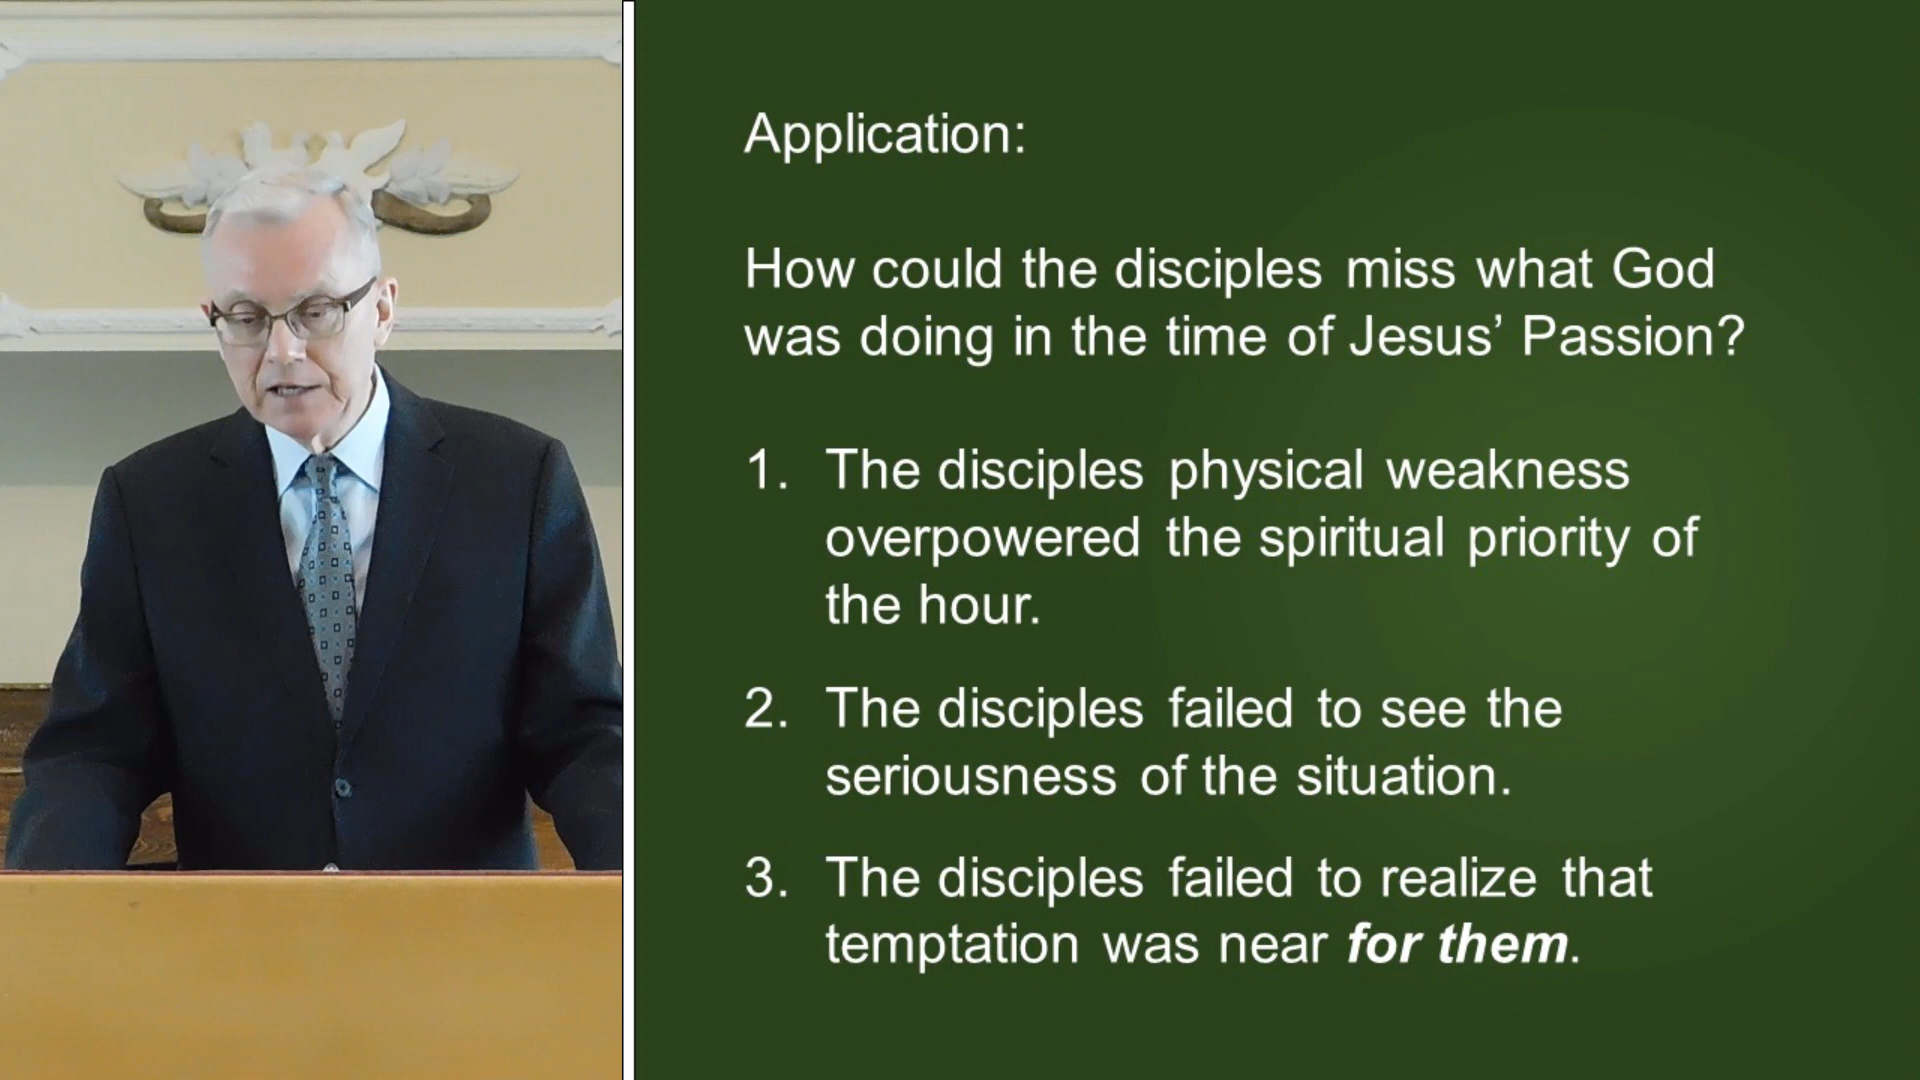 Application:
How could the disciples miss what God
was doing in the time of Jesus’ Passion?
1. The disciples physical weakness
overpowered the spiritual priority of
the hour.
2. The disciples failed to see the
seriousness of the situation.
3. The disciples failed to realize that
temptation was near for them.